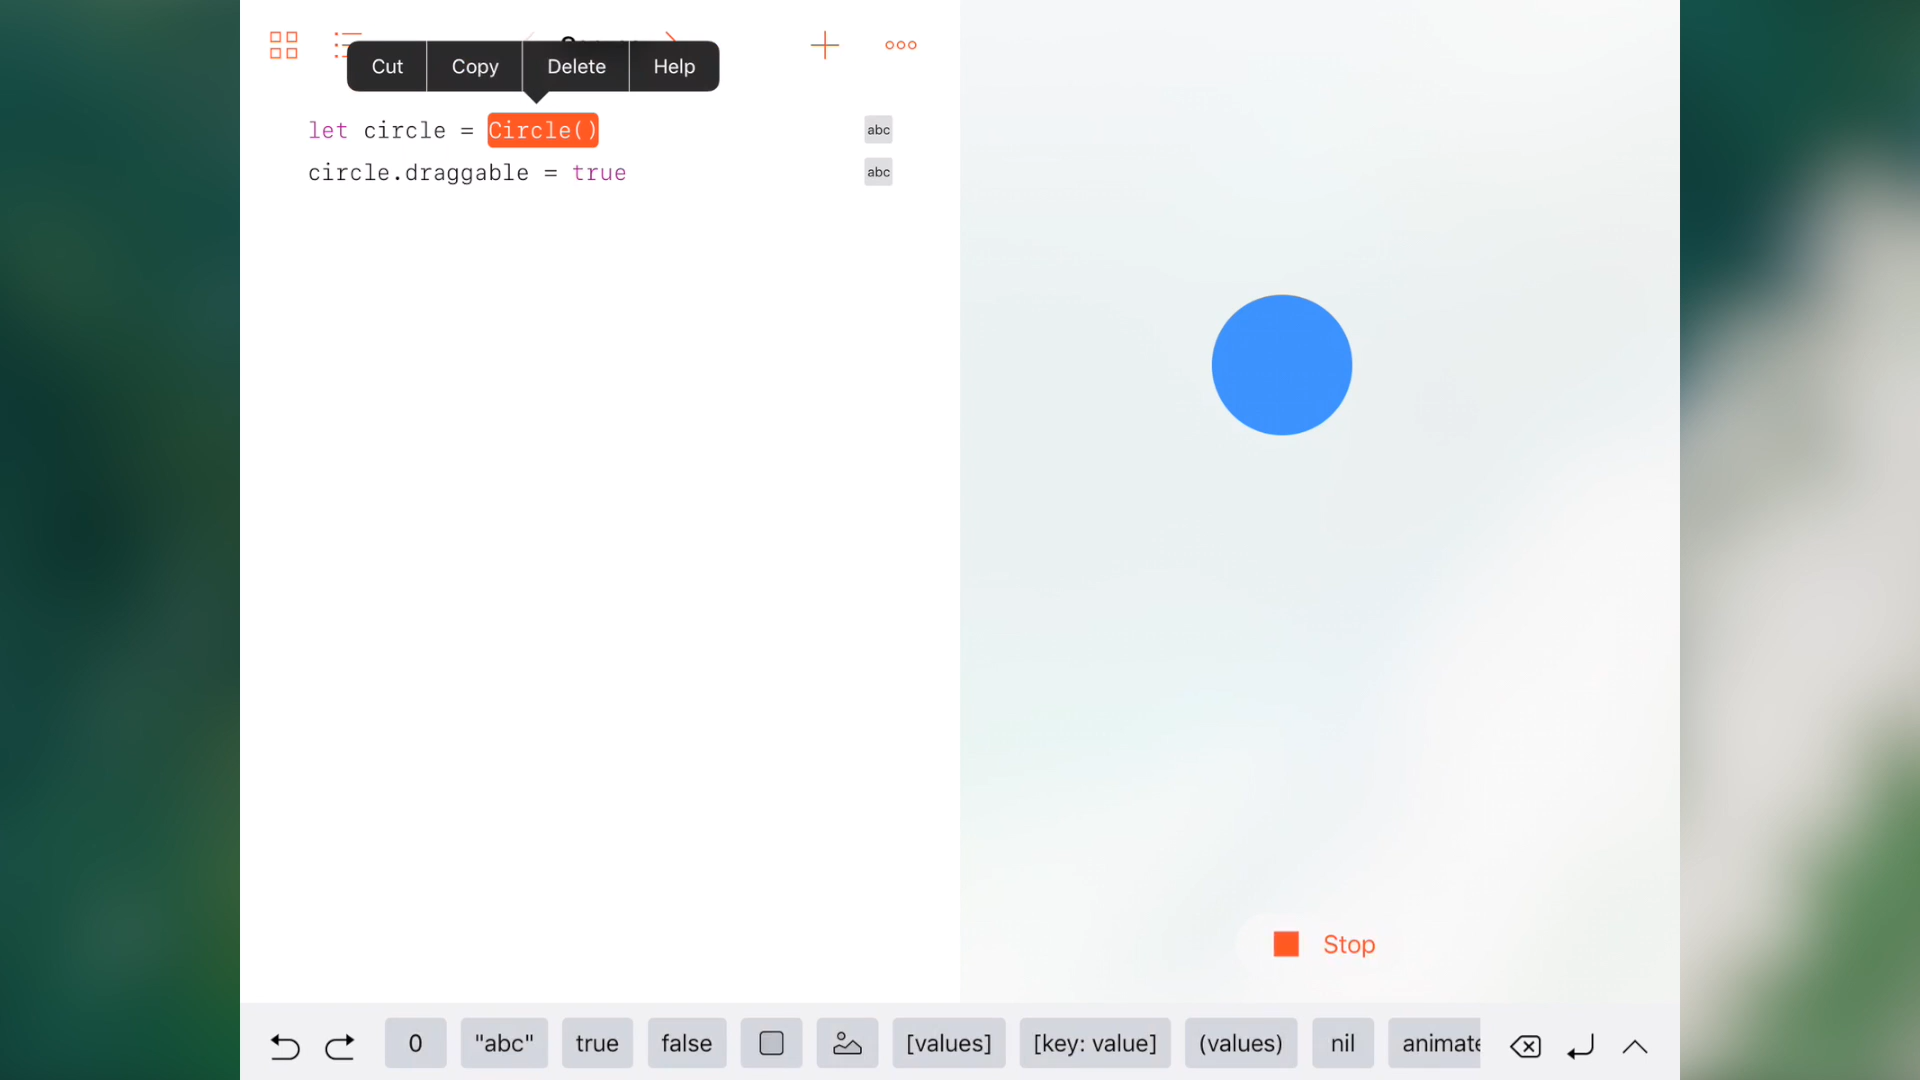 Cut Copy Delete Help
let circle = Circle()
abc
circle.draggable = true
abc
Stop
0 "abc" true false [values] [key: value] (values) nil animate